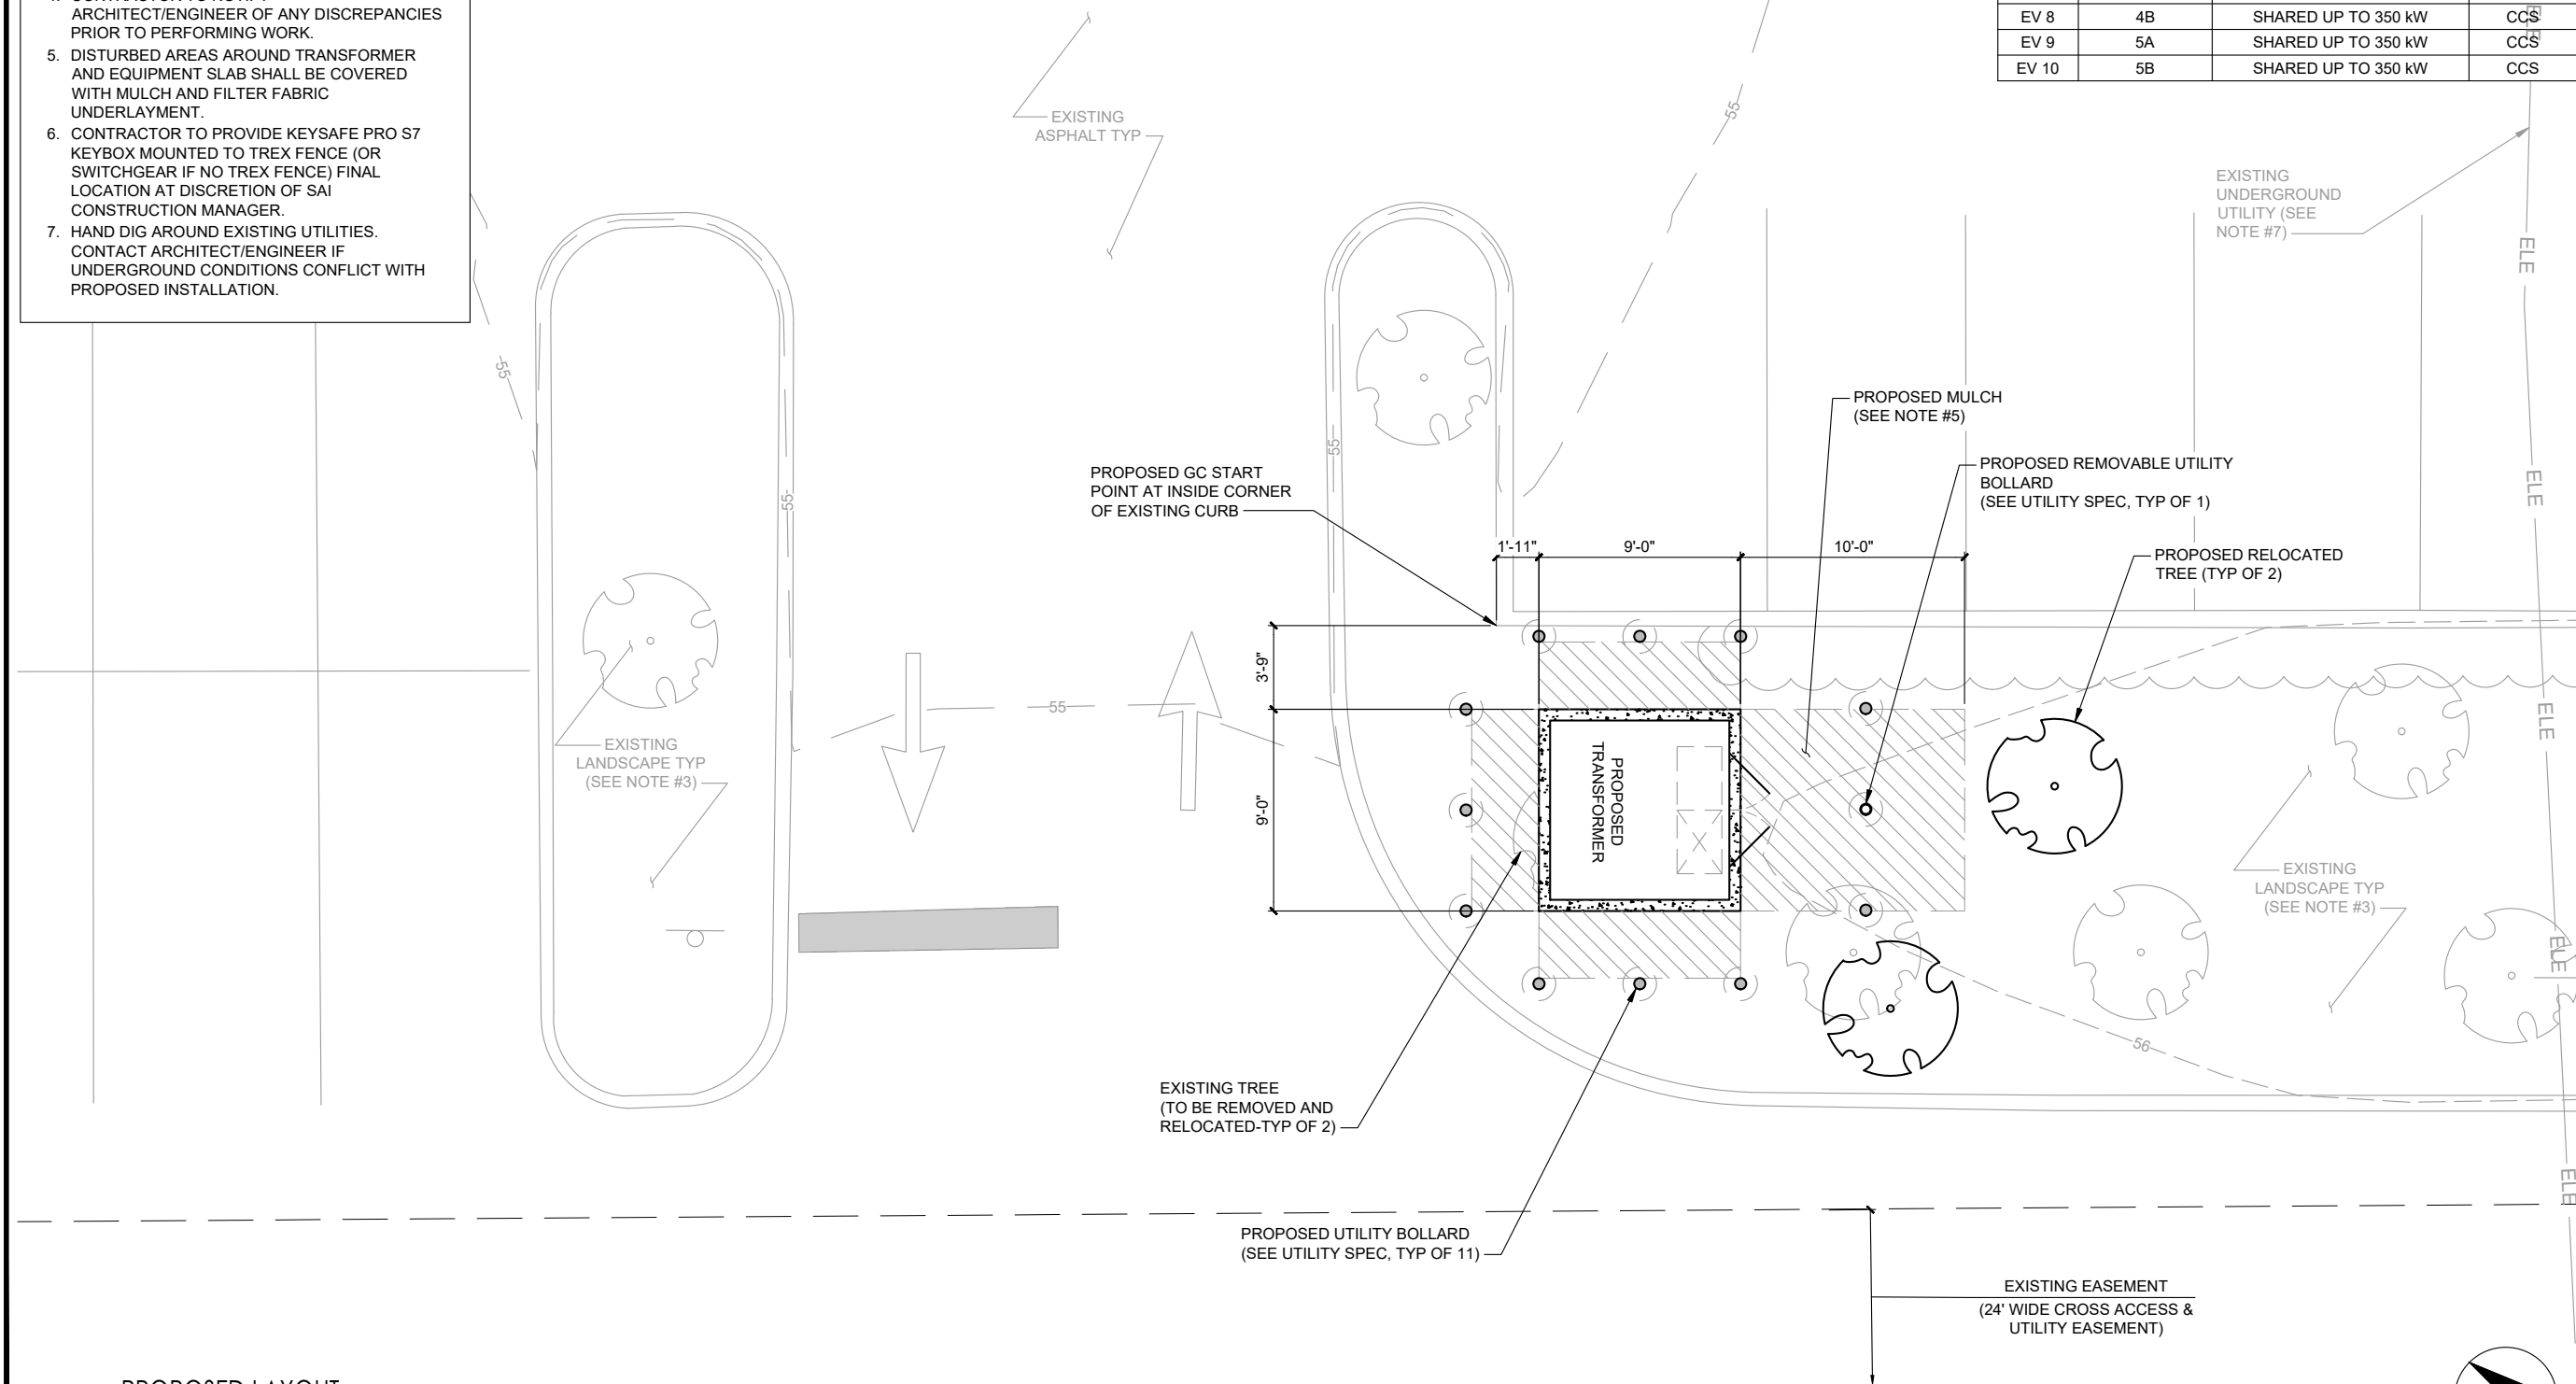 ARCHITECT/ENGINEER OF ANY DISCREPANCIES
PRIOR TO PERFORMING WORK.
5. DISTURBED AREAS AROUND TRANSFORMER
AND EQUIPMENT SLAB SHALL BE COVERED
WITH MULCH AND FILTER FABRIC
UNDERLAYMENT.
6. CONTRACTOR TO PROVIDE KEYSAFE PRO S7
KEYBOX MOUNTED TO TREX FENCE (OR
SWITCHGEAR IF NO TREX FENCE) FINAL
LOCATION AT DISCRETION OF SAI
CONSTRUCTION MANAGER.
7. HAND DIG AROUND EXISTING UTILITIES.
CONTACT ARCHITECT/ENGINEER IF
UNDERGROUND CONDITIONS CONFLICT WITH
PROPOSED INSTALLATION.
EV 8 4B SHARED UP TO 350 kW CCS
EV 9 5A SHARED UP TO 350 kW CCS
EV 10 5B SHARED UP TO 350 kW CCS
EXISTING
ASPHALT TYP
55
EXISTING
UNDERGROUND
UTILITY (SEE
NOTE #7)
ELE
ELE
ELE
ELE
ELE
ELE
55
55
55
55
PROPOSED MULCH
(SEE NOTE #5)
PROPOSED GC START
POINT AT INSIDE CORNER
OF EXISTING CURB
PROPOSED REMOVABLE UTILITY
BOLLARD
(SEE UTILITY SPEC, TYP OF 1)
1'-11"
9'-0"
10'-0"
PROPOSED RELOCATED
TREE (TYP OF 2)
3'-9"
9'-0"
PROPOSED
TRANSFORMER
EXISTING
LANDSCAPE TYP
(SEE NOTE #3)
EXISTING
LANDSCAPE TYP
(SEE NOTE #3)
56
EXISTING TREE
(TO BE REMOVED AND
RELOCATED-TYP OF 2)
PROPOSED UTILITY BOLLARD
(SEE UTILITY SPEC, TYP OF 11)
EXISTING EASEMENT
(24' WIDE CROSS ACCESS &
UTILITY EASEMENT)
PROPOSED LAYOUT